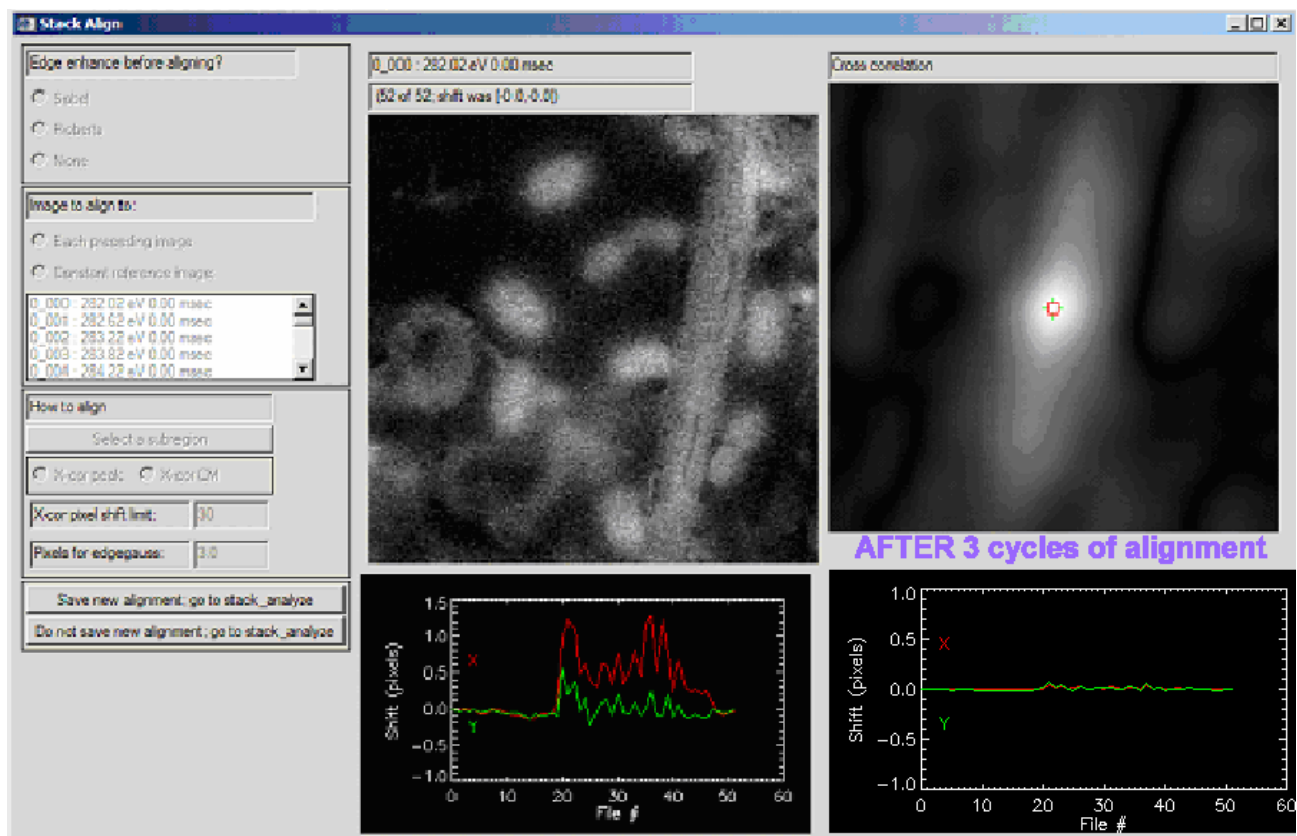 Stack Align
Edge enhance before aligning?
Sobel
Roberts
None
Image to align to:
Each preceding image
Constant reference image
0_000 : 282.02 eV 0.00 msec
0_001 : 282.62 eV 0.00 msec
0_002 : 283.22 eV 0.00 msec
0_003 : 283.82 eV 0.00 msec
0_004 : 284.22 eV 0.00 msec
How to align
Select a subregion
X-cor peak X-cor CM
X-cor pixel shift limit: 30
Pixels for edgegauss: 3.0
Save new alignment; go to stack_analyze
Do not save new alignment; go to stack_analyze
0_000 : 282.02 eV 0.00 msec
(52 of 52; shift was [-0.0,-0.0])
Cross correlation
AFTER 3 cycles of alignment
Shift (pixels)
1.5
1.0
0.5
0.0
−0.5
−1.0
X
Y
0 10 20 30 40 50 60
File #
Shift (pixels)
1.0
0.5
0.0
−0.5
−1.0
X
Y
0 10 20 30 40 50 60
File #